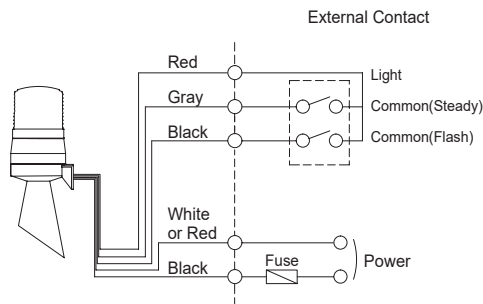 External Contact
Red
Light
Gray
Common(Steady)
Black
Common(Flash)
White
or Red
Black
Fuse
Power